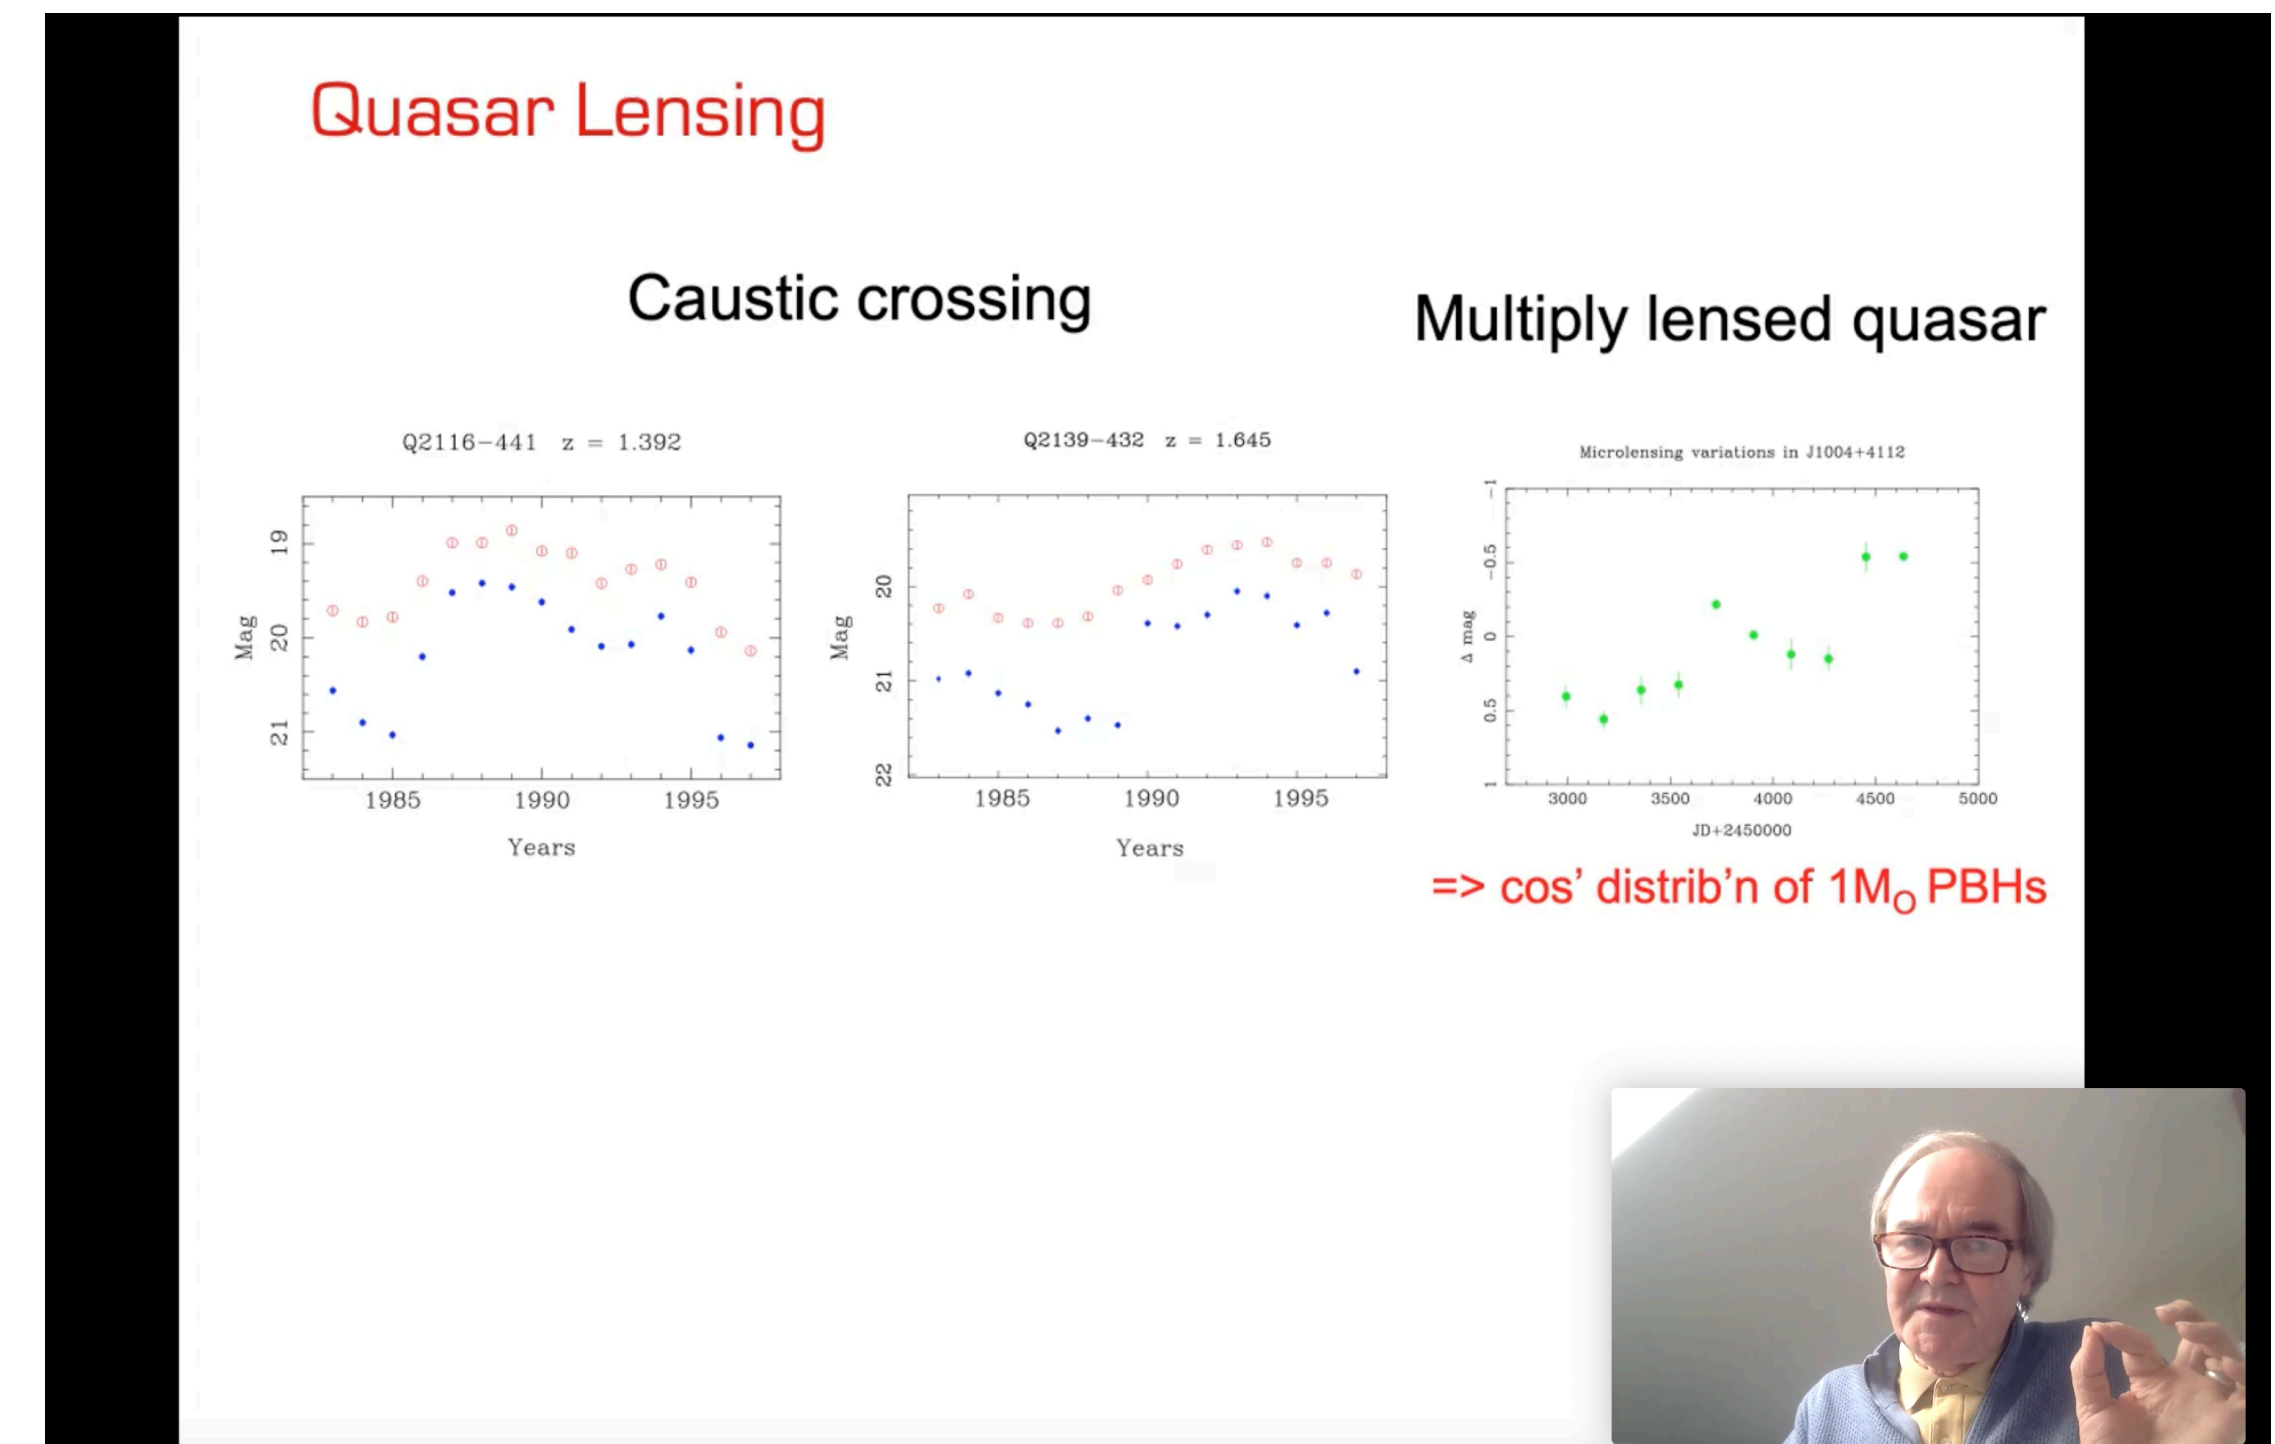 Quasar Lensing
Caustic crossing
Multiply lensed quasar
Q2116-441 z = 1.392
Mag
19
20
21
1985 1990 1995
Years
Q2139-432 z = 1.645
Mag
20
21
22
1985 1990 1995
Years
Microlensing variations in J1004+4112
Δ mag
-1
-0.5
0
0.5
1
3000 3500 4000 4500 5000
JD+2450000
=> cos' distrib'n of 1MO PBHs